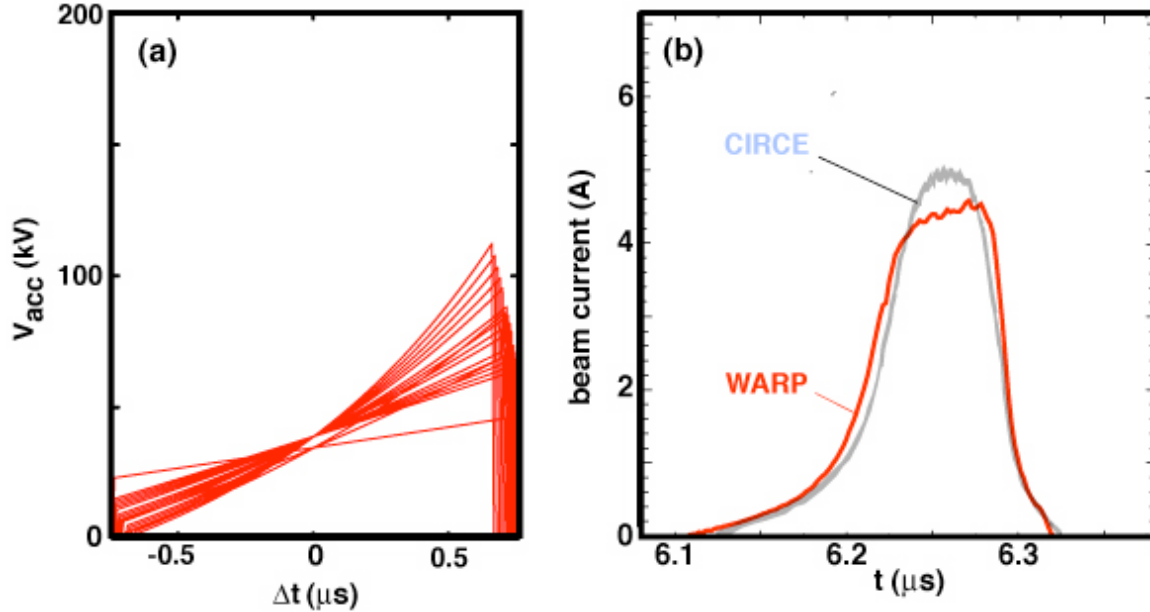 (a)
200
100
0
V_acc (kV)
-0.5
0
0.5
Δt (μs)
(b)
6
4
2
0
beam current (A)
CIRCE
WARP
6.1
6.2
6.3
t (μs)